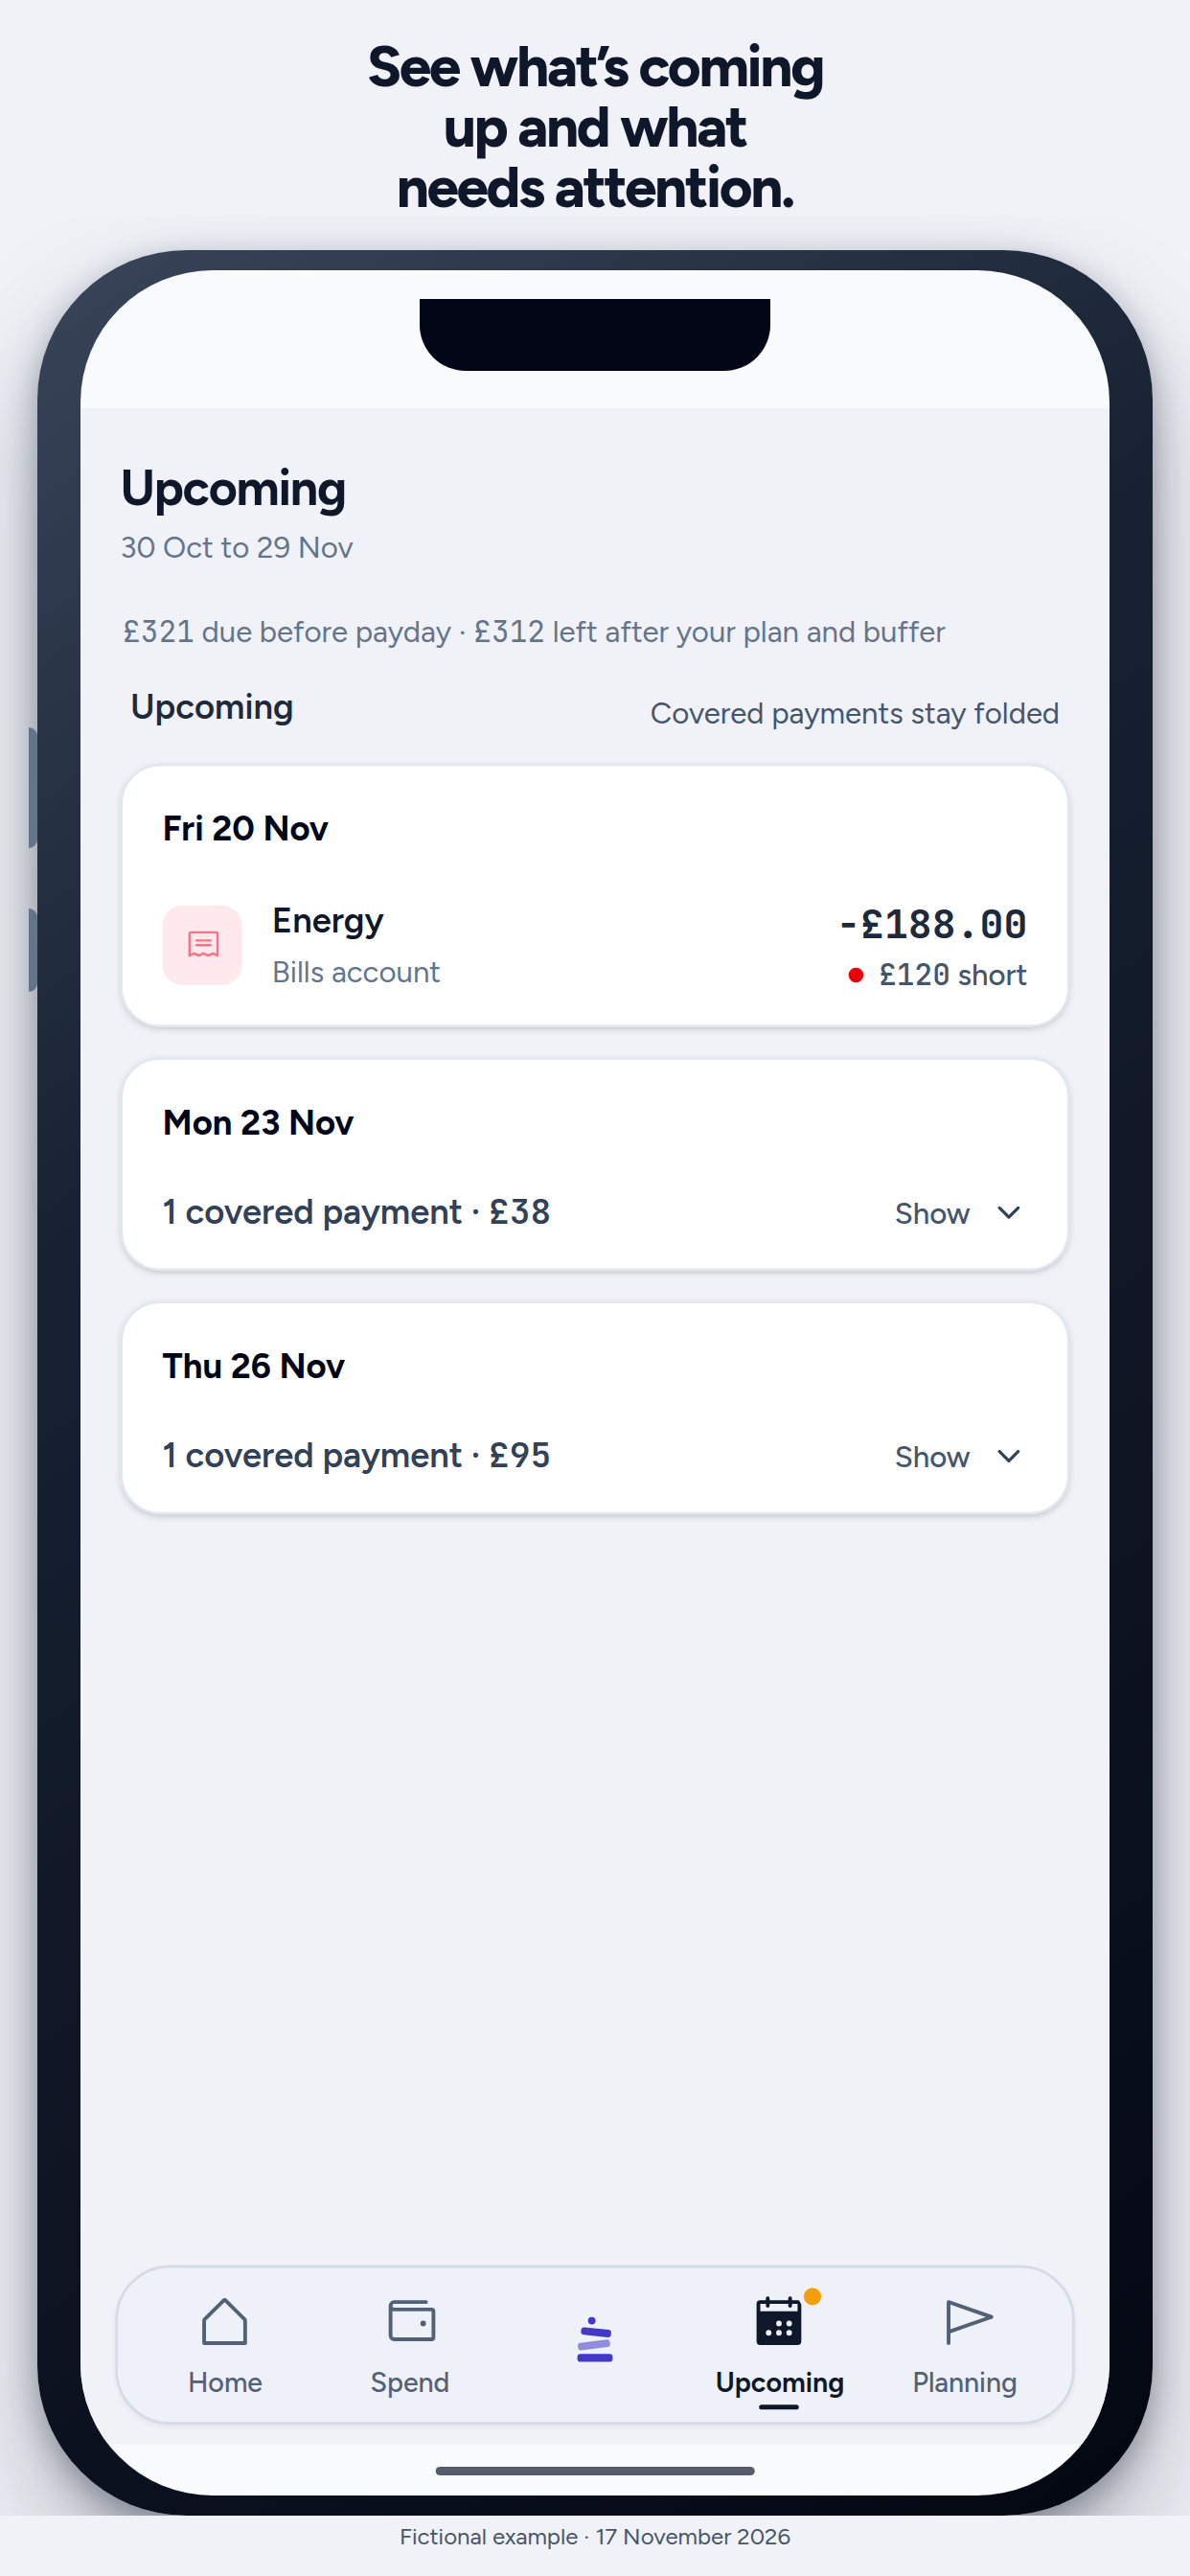 See what’s coming
up and what
needs attention.
Upcoming
30 Oct to 29 Nov
£321 due before payday · £312 left after your plan and buffer
Upcoming
Covered payments stay folded
Fri 20 Nov
Energy
-£188.00
Bills account
£120 short
Mon 23 Nov
1 covered payment · £38
Show
Thu 26 Nov
1 covered payment · £95
Show
Home
Spend
Upcoming
Planning
Fictional example · 17 November 2026